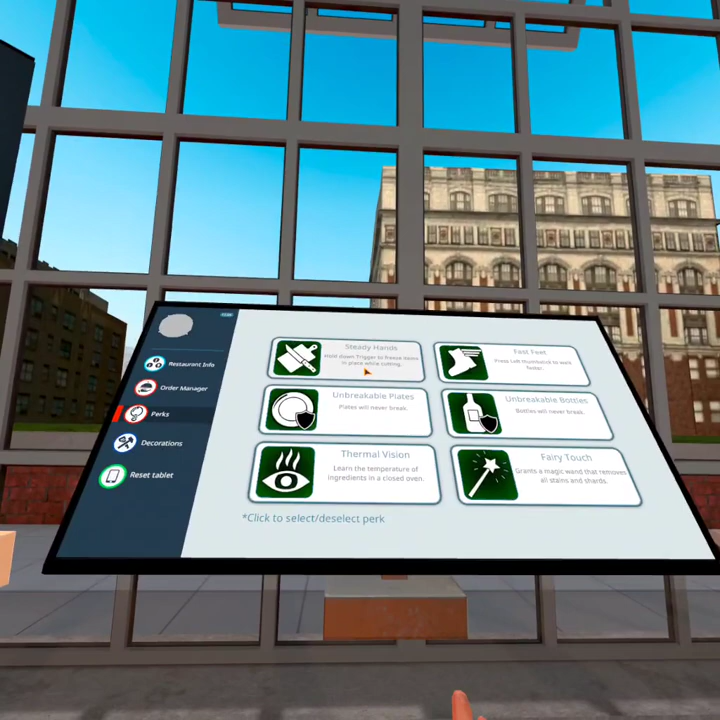 Restaurant Info
Order Manager
Perks
Decorations
Reset tablet
Steady Hands
Hold down Trigger to freeze items
in place while cutting.
Fast Feet
Press Left thumbstick to walk
faster.
Unbreakable Plates
Plates will never break.
Unbreakable Bottles
Bottles will never break.
Thermal Vision
Learn the temperature of
ingredients in a closed oven.
Fairy Touch
Grants a magic wand that removes
all stains and shards.
*Click to select/deselect perk